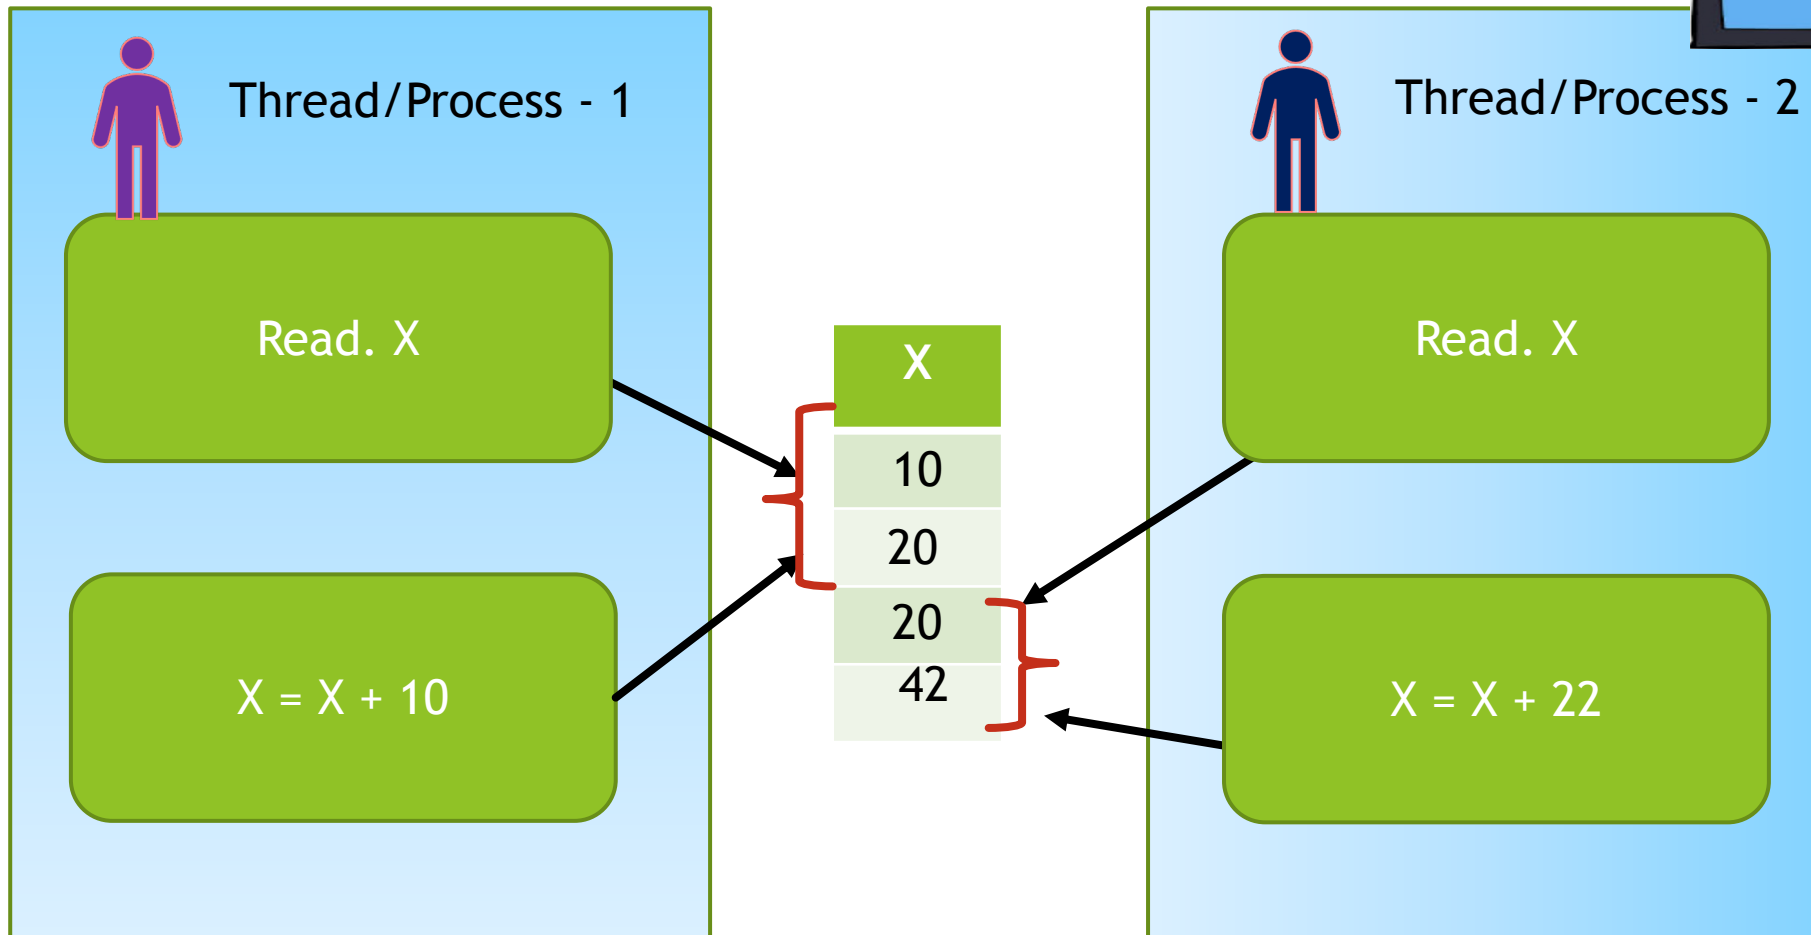 Thread/Process - 1
Read. X
X = X + 10
X
10
20
20
42
Thread/Process - 2
Read. X
X = X + 22